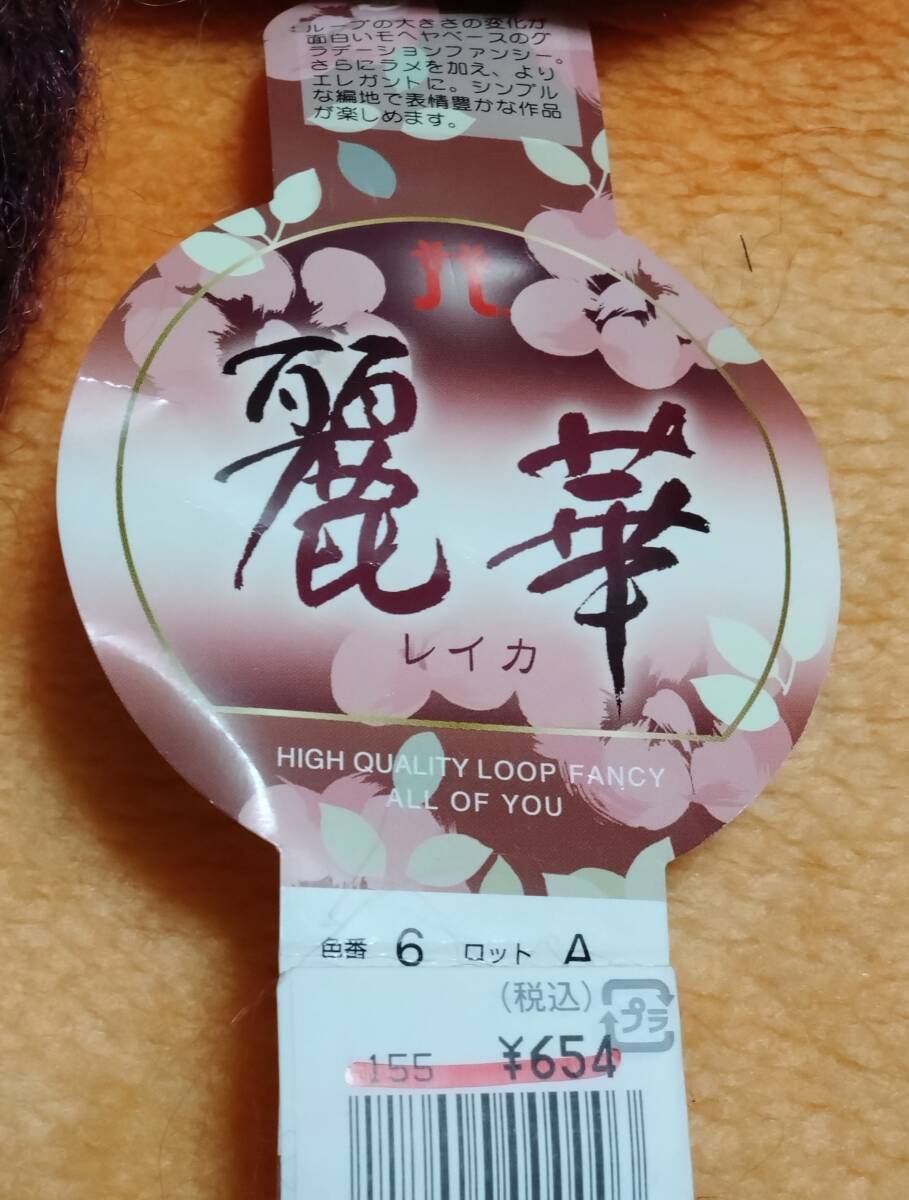 ループの大きさの変化が
面白いモヘヤベースのグ
ラデーションファンシー。
さらにラメを加え、より
エレガントに。シンプル
な編地で表情豊かな作品
が楽しめます。
麗華
レイカ
HIGH QUALITY LOOP FANCY
ALL OF YOU
色番 6 ロット A
(税込)
プラ
155 ¥654